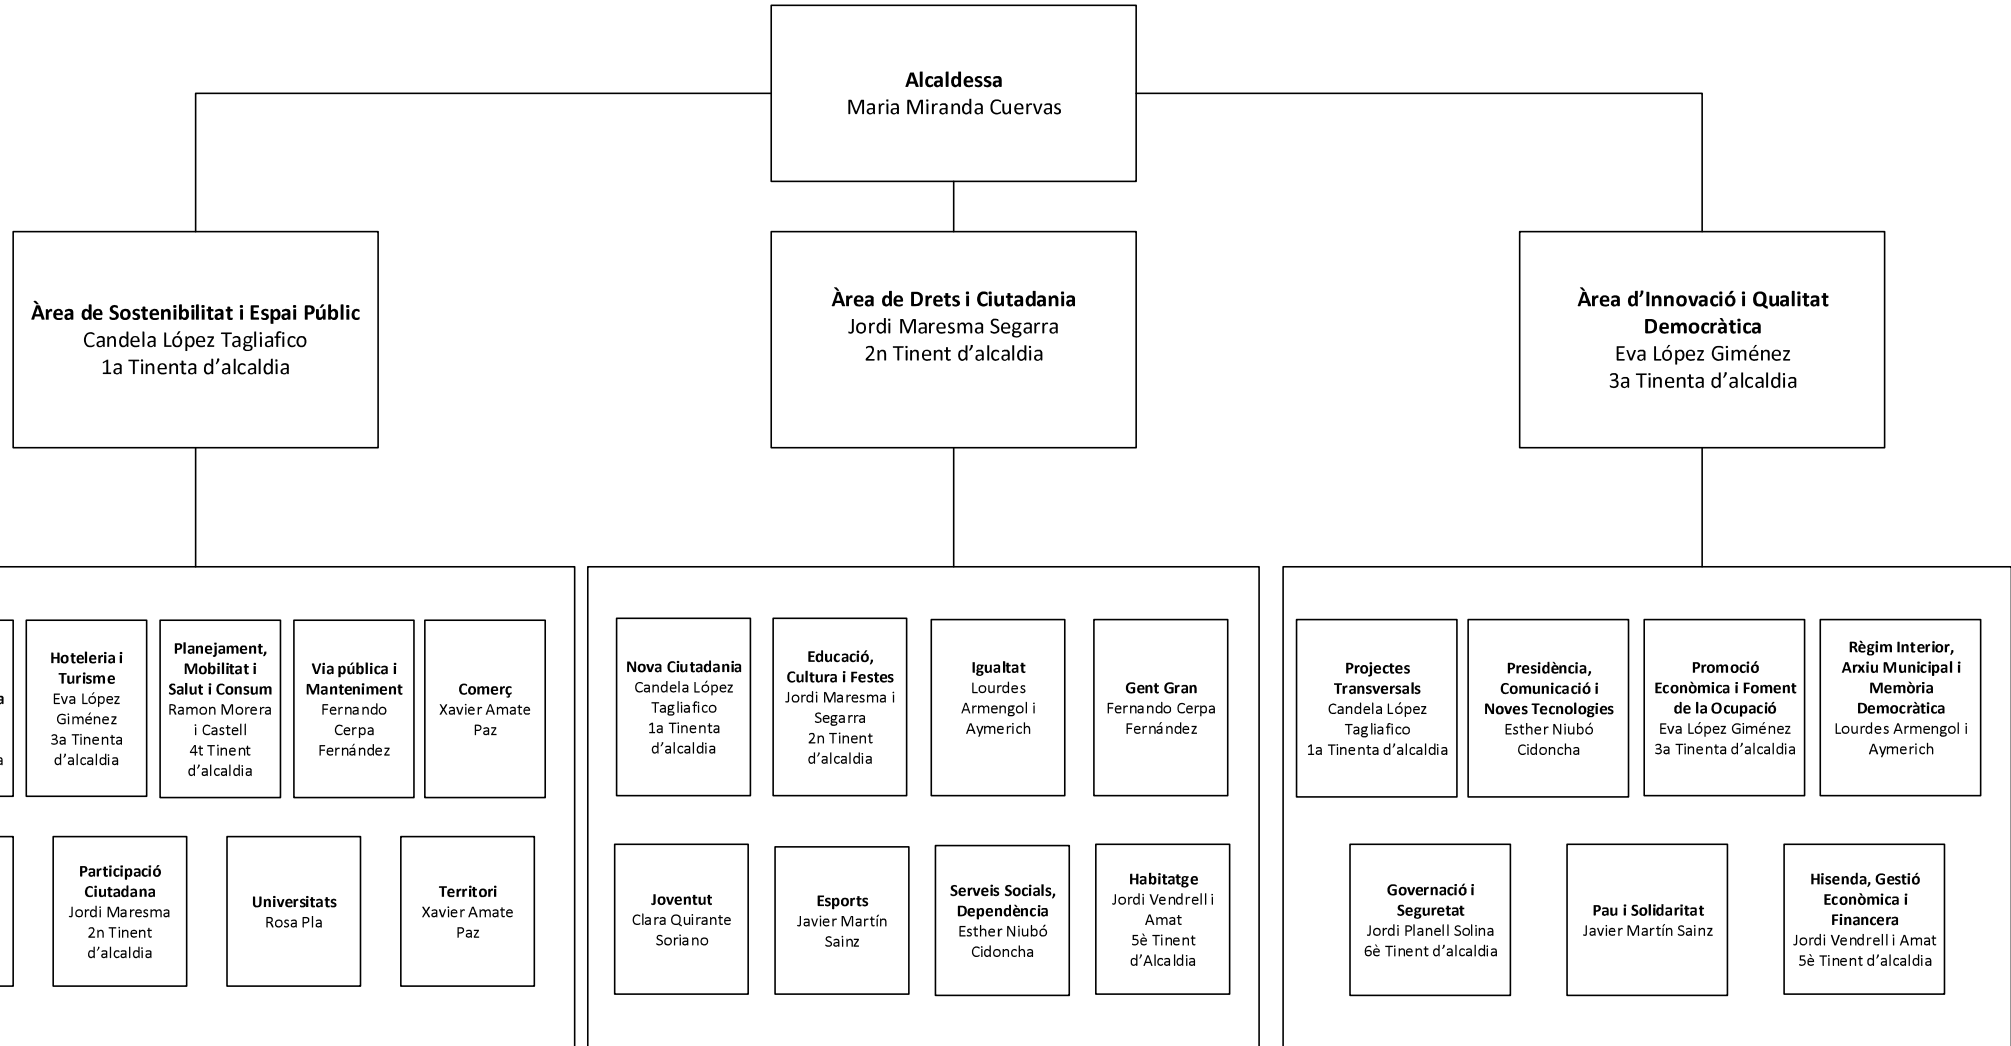 Alcaldessa
Maria Miranda Cuervas
Àrea de Sostenibilitat i Espai Públic
Candela López Tagliafico
1a Tinenta d’alcaldia
Àrea de Drets i Ciutadania
Jordi Maresma Segarra
2n Tinent d’alcaldia
Àrea d’Innovació i Qualitat
Democràtica
Eva López Giménez
3a Tinenta d’alcaldia
Hoteleria i
Turisme
Eva López
Giménez
3a Tinenta
d’alcaldia
Planejament,
Mobilitat i
Salut i Consum
Ramon Morera
i Castell
4t Tinent
d’alcaldia
Via pública i
Manteniment
Fernando
Cerpa
Fernández
Comerç
Xavier Amate
Paz
Participació
Ciutadana
Jordi Maresma
2n Tinent
d’alcaldia
Universitats
Rosa Pla
Territori
Xavier Amate
Paz
Nova Ciutadania
Candela López
Tagliafico
1a Tinenta
d’alcaldia
Educació,
Cultura i Festes
Jordi Maresma i
Segarra
2n Tinent
d’alcaldia
Igualtat
Lourdes
Armengol i
Aymerich
Gent Gran
Fernando Cerpa
Fernández
Joventut
Clara Quirante
Soriano
Esports
Javier Martín
Sainz
Serveis Socials,
Dependència
Esther Niubó
Cidoncha
Habitatge
Jordi Vendrell i
Amat
5è Tinent
d’Alcaldia
Projectes
Transversals
Candela López
Tagliafico
1a Tinenta d’alcaldia
Presidència,
Comunicació i
Noves Tecnologies
Esther Niubó
Cidoncha
Promoció
Econòmica i Foment
de la Ocupació
Eva López Giménez
3a Tinenta d’alcaldia
Règim Interior,
Arxiu Municipal i
Memòria
Democràtica
Lourdes Armengol i
Aymerich
Governació i
Seguretat
Jordi Planell Solina
6è Tinent d’alcaldia
Pau i Solidaritat
Javier Martín Sainz
Hisenda, Gestió
Econòmica i
Financera
Jordi Vendrell i Amat
5è Tinent d’alcaldia